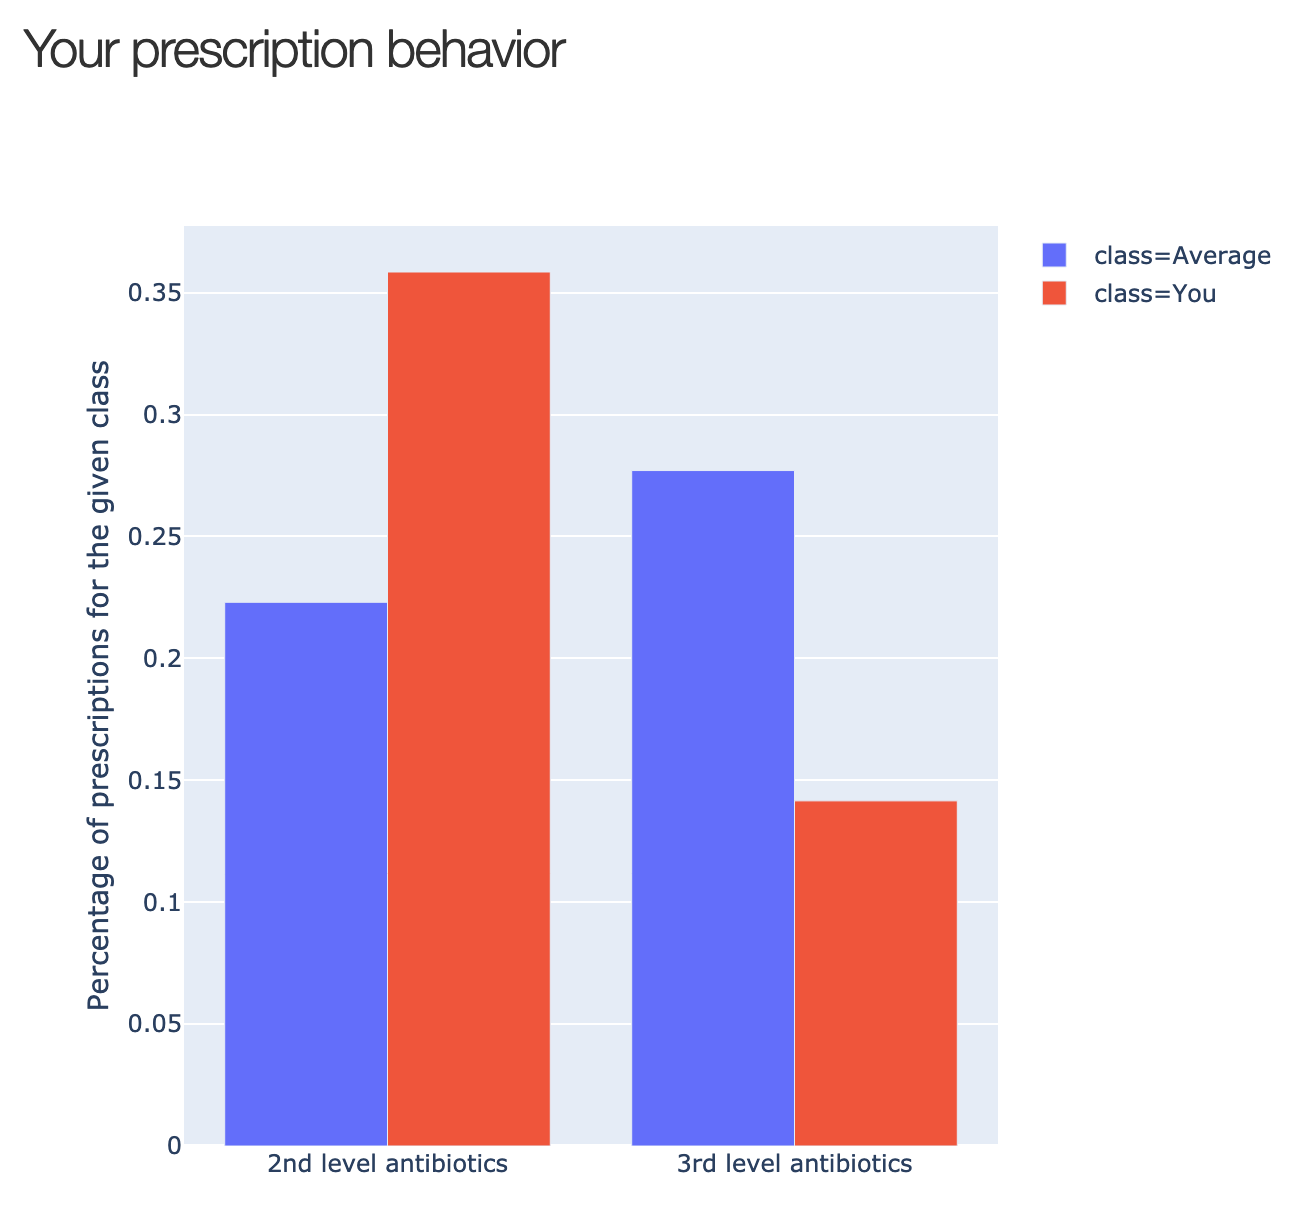 Your prescription behavior
class=Average
class=You
Percentage of prescriptions for the given class
0.35
0.3
0.25
0.2
0.15
0.1
0.05
0
2nd level antibiotics
3rd level antibiotics